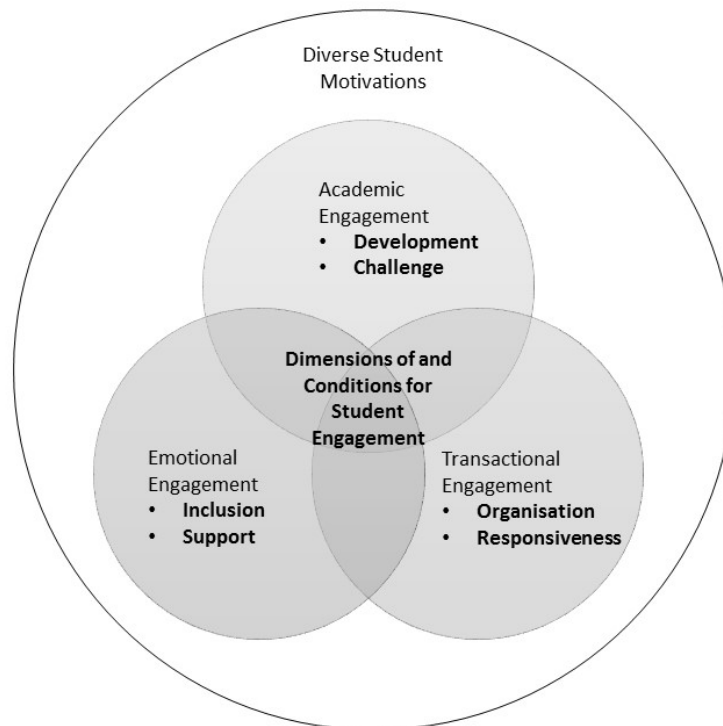 Diverse Student
Motivations
Academic
Engagement
• Development
• Challenge
Dimensions of and
Conditions for
Student
Engagement
Emotional
Engagement
• Inclusion
• Support
Transactional
Engagement
• Organisation
• Responsiveness